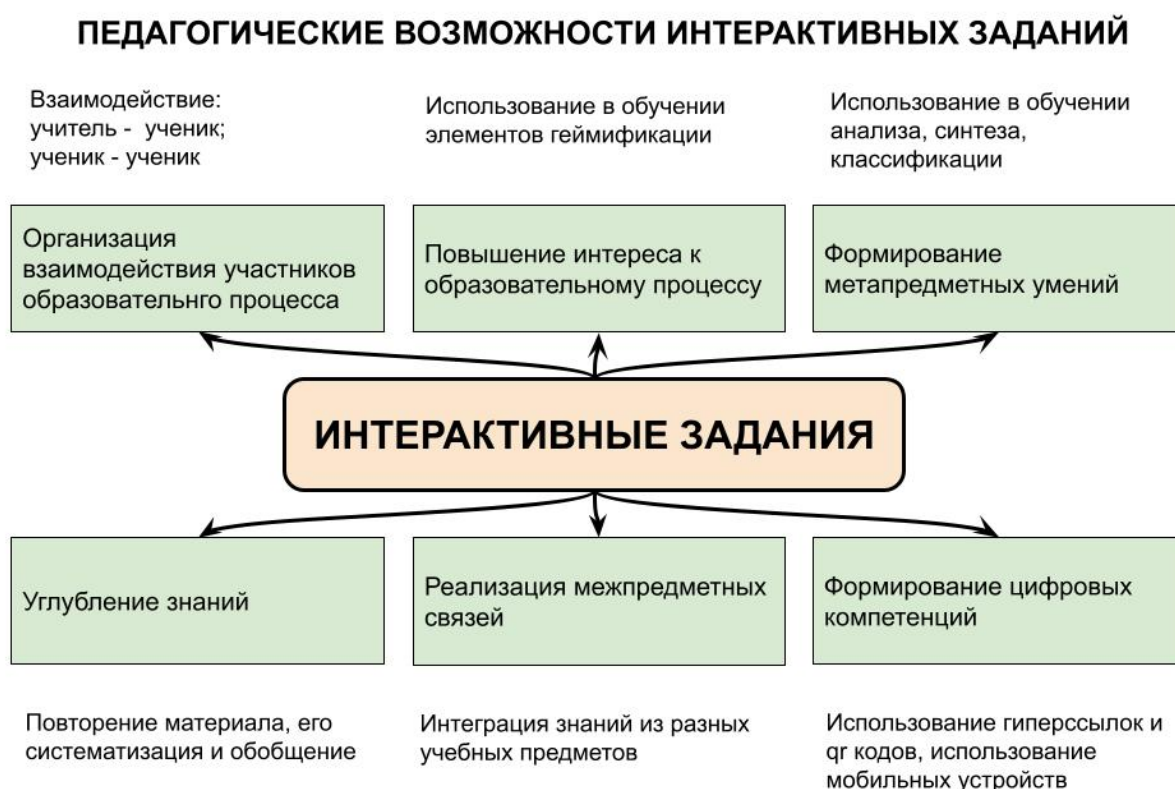 ПЕДАГОГИЧЕСКИЕ ВОЗМОЖНОСТИ ИНТЕРАКТИВНЫХ ЗАДАНИЙ
Взаимодействие:
учитель - ученик;
ученик - ученик
Использование в обучении
элементов геймификации
Использование в обучении
анализа, синтеза,
классификации
Организация
взаимодействия участников
образовательнго процесса
Повышение интереса к
образовательному процессу
Формирование
метапредметных умений
ИНТЕРАКТИВНЫЕ ЗАДАНИЯ
Углубление знаний
Реализация межпредметных
связей
Формирование цифровых
компетенций
Повторение материала, его
систематизация и обобщение
Интеграция знаний из разных
учебных предметов
Использование гиперссылок и
qr кодов, использование
мобильных устройств